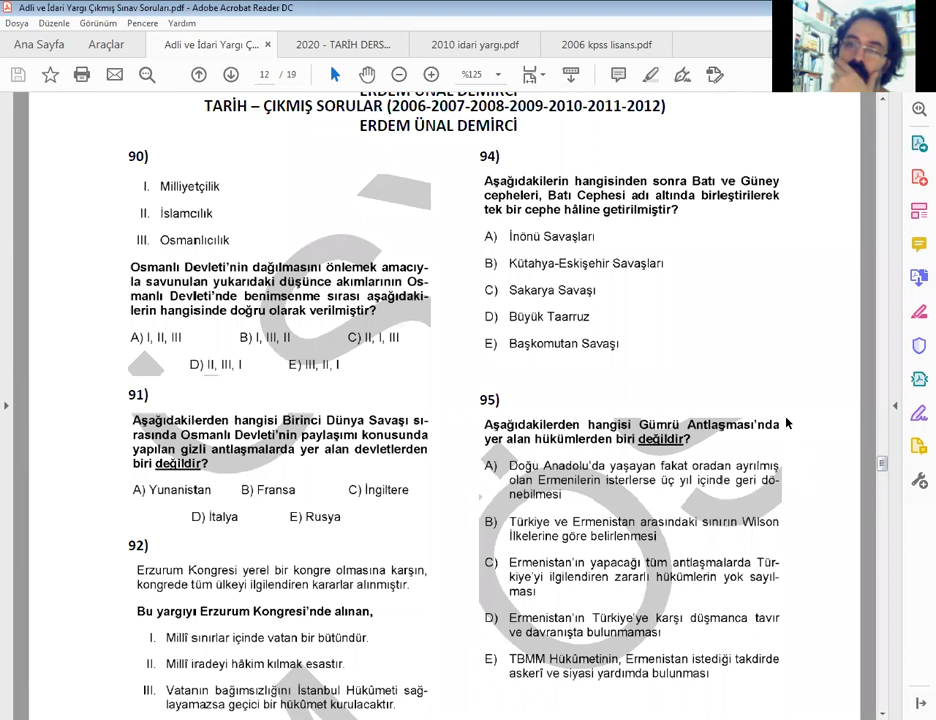 Adli ve İdari Yargı Çıkmış Sınav Soruları.pdf - Adobe Acrobat Reader DC
Dosya Düzenle Görünüm Pencere Yardım
Ana Sayfa Araçlar Adli ve İdari Yargı Ç... × 2020 - TARİH DERS... 2010 idari yargı.pdf 2006 kpss lisans.pdf
12 / 19 %125
ERDEM ÜNAL DEMİRCİ
TARİH – ÇIKMIŞ SORULAR (2006-2007-2008-2009-2010-2011-2012)
ERDEM ÜNAL DEMİRCİ
90)
I. Milliyetçilik
II. İslamcılık
III. Osmanlıcılık
Osmanlı Devleti’nin dağılmasını önlemek amacıy-
la savunulan yukarıdaki düşünce akımlarının Os-
manlı Devleti’nde benimsenme sırası aşağıdaki-
lerin hangisinde doğru olarak verilmiştir?
A) I, II, III B) I, III, II C) II, I, III
D) II, III, I E) III, II, I
91)
Aşağıdakilerden hangisi Birinci Dünya Savaşı sı-
rasında Osmanlı Devleti’nin paylaşımı konusunda
yapılan gizli antlaşmalarda yer alan devletlerden
biri değildir?
A) Yunanistan B) Fransa C) İngiltere
D) İtalya E) Rusya
92)
Erzurum Kongresi yerel bir kongre olmasına karşın,
kongrede tüm ülkeyi ilgilendiren kararlar alınmıştır.
Bu yargıyı Erzurum Kongresi’nde alınan,
I. Millî sınırlar içinde vatan bir bütündür.
II. Millî iradeyi hâkim kılmak esastır.
III. Vatanın bağımsızlığını İstanbul Hükûmeti sağ-
layamazsa geçici bir hükûmet kurulacaktır.
94)
Aşağıdakilerin hangisinden sonra Batı ve Güney
cepheleri, Batı Cephesi adı altında birleştirilerek
tek bir cephe hâline getirilmiştir?
A) İnönü Savaşları
B) Kütahya-Eskişehir Savaşları
C) Sakarya Savaşı
D) Büyük Taarruz
E) Başkomutan Savaşı
95)
Aşağıdakilerden hangisi Gümrü Antlaşması’nda
yer alan hükümlerden biri değildir?
A) Doğu Anadolu’da yaşayan fakat oradan ayrılmış
olan Ermenilerin isterlerse üç yıl içinde geri dö-
nebilmesi
B) Türkiye ve Ermenistan arasındaki sınırın Wilson
İlkelerine göre belirlenmesi
C) Ermenistan’ın yapacağı tüm antlaşmalarda Tür-
kiye’yi ilgilendiren zararlı hükümlerin yok sayıl-
ması
D) Ermenistan’ın Türkiye’ye karşı düşmanca tavır
ve davranışta bulunmaması
E) TBMM Hükûmetinin, Ermenistan istediği takdirde
askerî ve siyasi yardımda bulunması